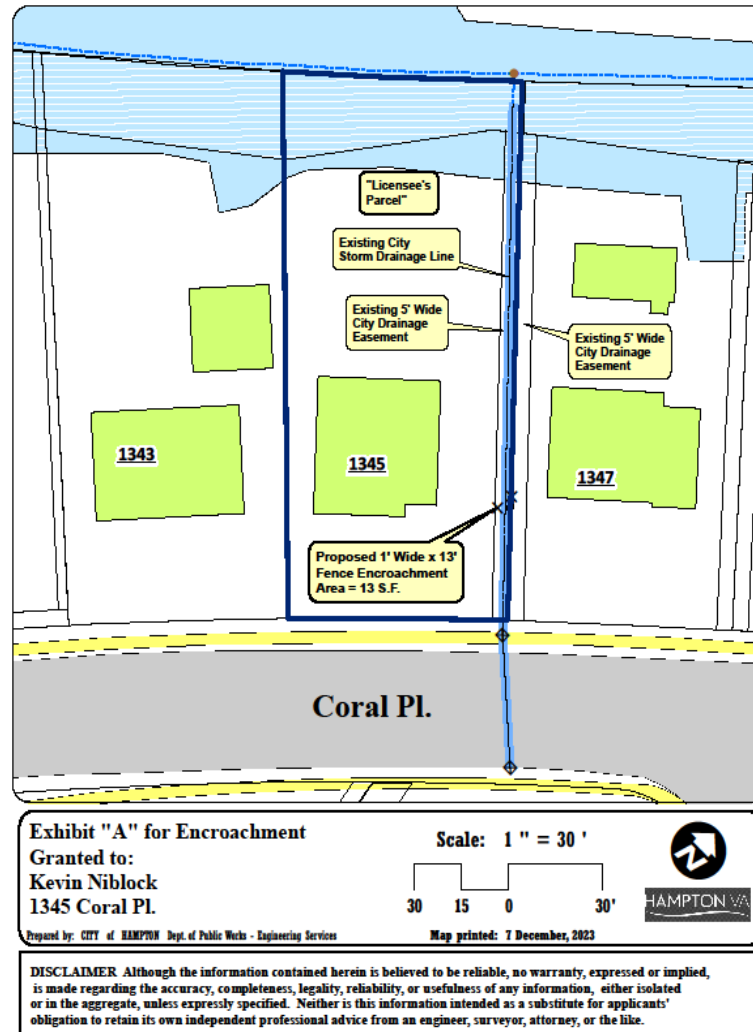 "Licensee's
Parcel"
Existing City
Storm Drainage Line
Existing 5' Wide
City Drainage
Easement
Existing 5' Wide
City Drainage
Easement
1343
1345
1347
Proposed 1' Wide x 13'
Fence Encroachment
Area = 13 S.F.
Coral Pl.
Exhibit "A" for Encroachment
Granted to:
Kevin Niblock
1345 Coral Pl.
Prepared by: CITY of HAMPTON Dept. of Public Works - Engineering Services
Scale: 1 " = 30 '
30 15 0 30'
Map printed: 7 December, 2023
N
HAMPTON VA
DISCLAIMER Although the information contained herein is believed to be reliable, no warranty, expressed or implied,
is made regarding the accuracy, completeness, legality, reliability, or usefulness of any information, either isolated
or in the aggregate, unless expressly specified. Neither is this information intended as a substitute for applicants'
obligation to retain its own independent professional advice from an engineer, surveyor, attorney, or the like.